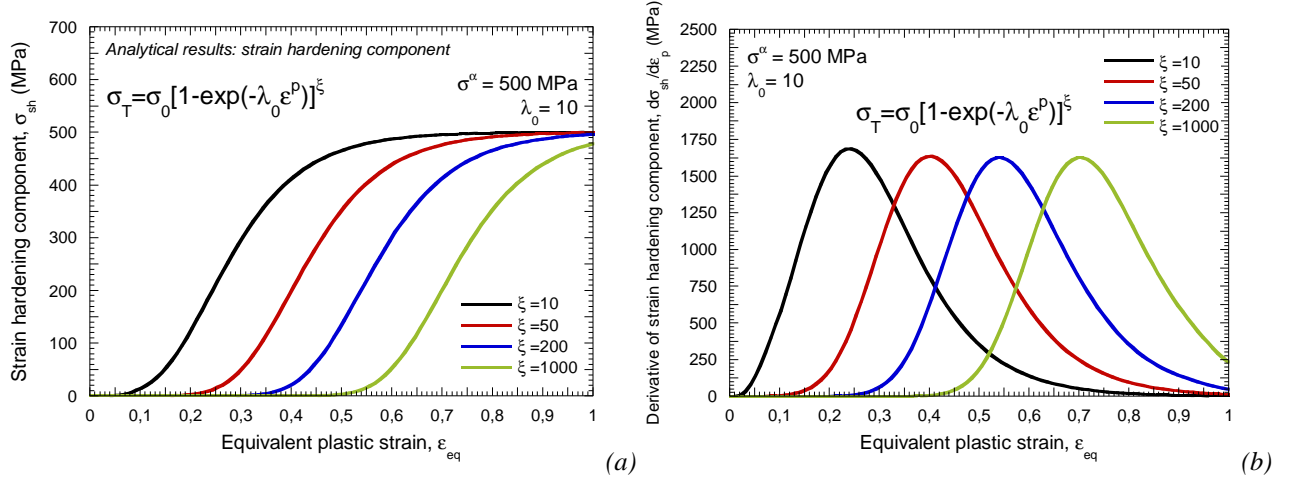 700
600
500
400
300
200
100
0
Strain hardening component, σsh (MPa)
Analytical results: strain hardening component
σT=σ0[1-exp(-λ0εp)]ξ
σα = 500 MPa
λ0= 10
ξ =10
ξ =50
ξ =200
ξ =1000
0 0,1 0,2 0,3 0,4 0,5 0,6 0,7 0,8 0,9 1
Equivalent plastic strain, εeq
(a)
2500
2250
2000
1750
1500
1250
1000
750
500
250
0
Derivative of strain hardening component, dσsh/dεp (MPa)
σα = 500 MPa
λ0= 10
ξ =10
ξ =50
ξ =200
ξ =1000
σT=σ0[1-exp(-λ0εp)]ξ
0 0,1 0,2 0,3 0,4 0,5 0,6 0,7 0,8 0,9 1
Equivalent plastic strain, εeq
(b)